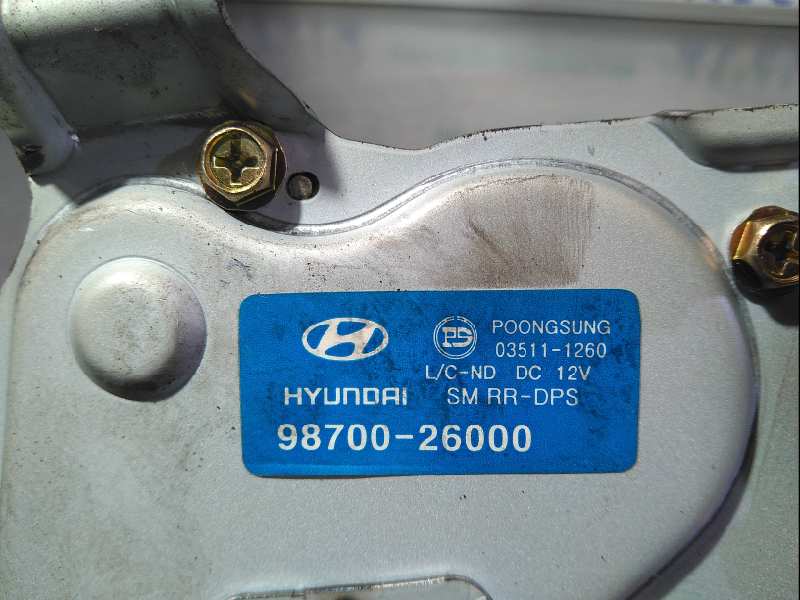 PS POONGSUNG
03511-1260
L/C-ND DC 12V
HYUNDAI SM RR-DPS
98700-26000